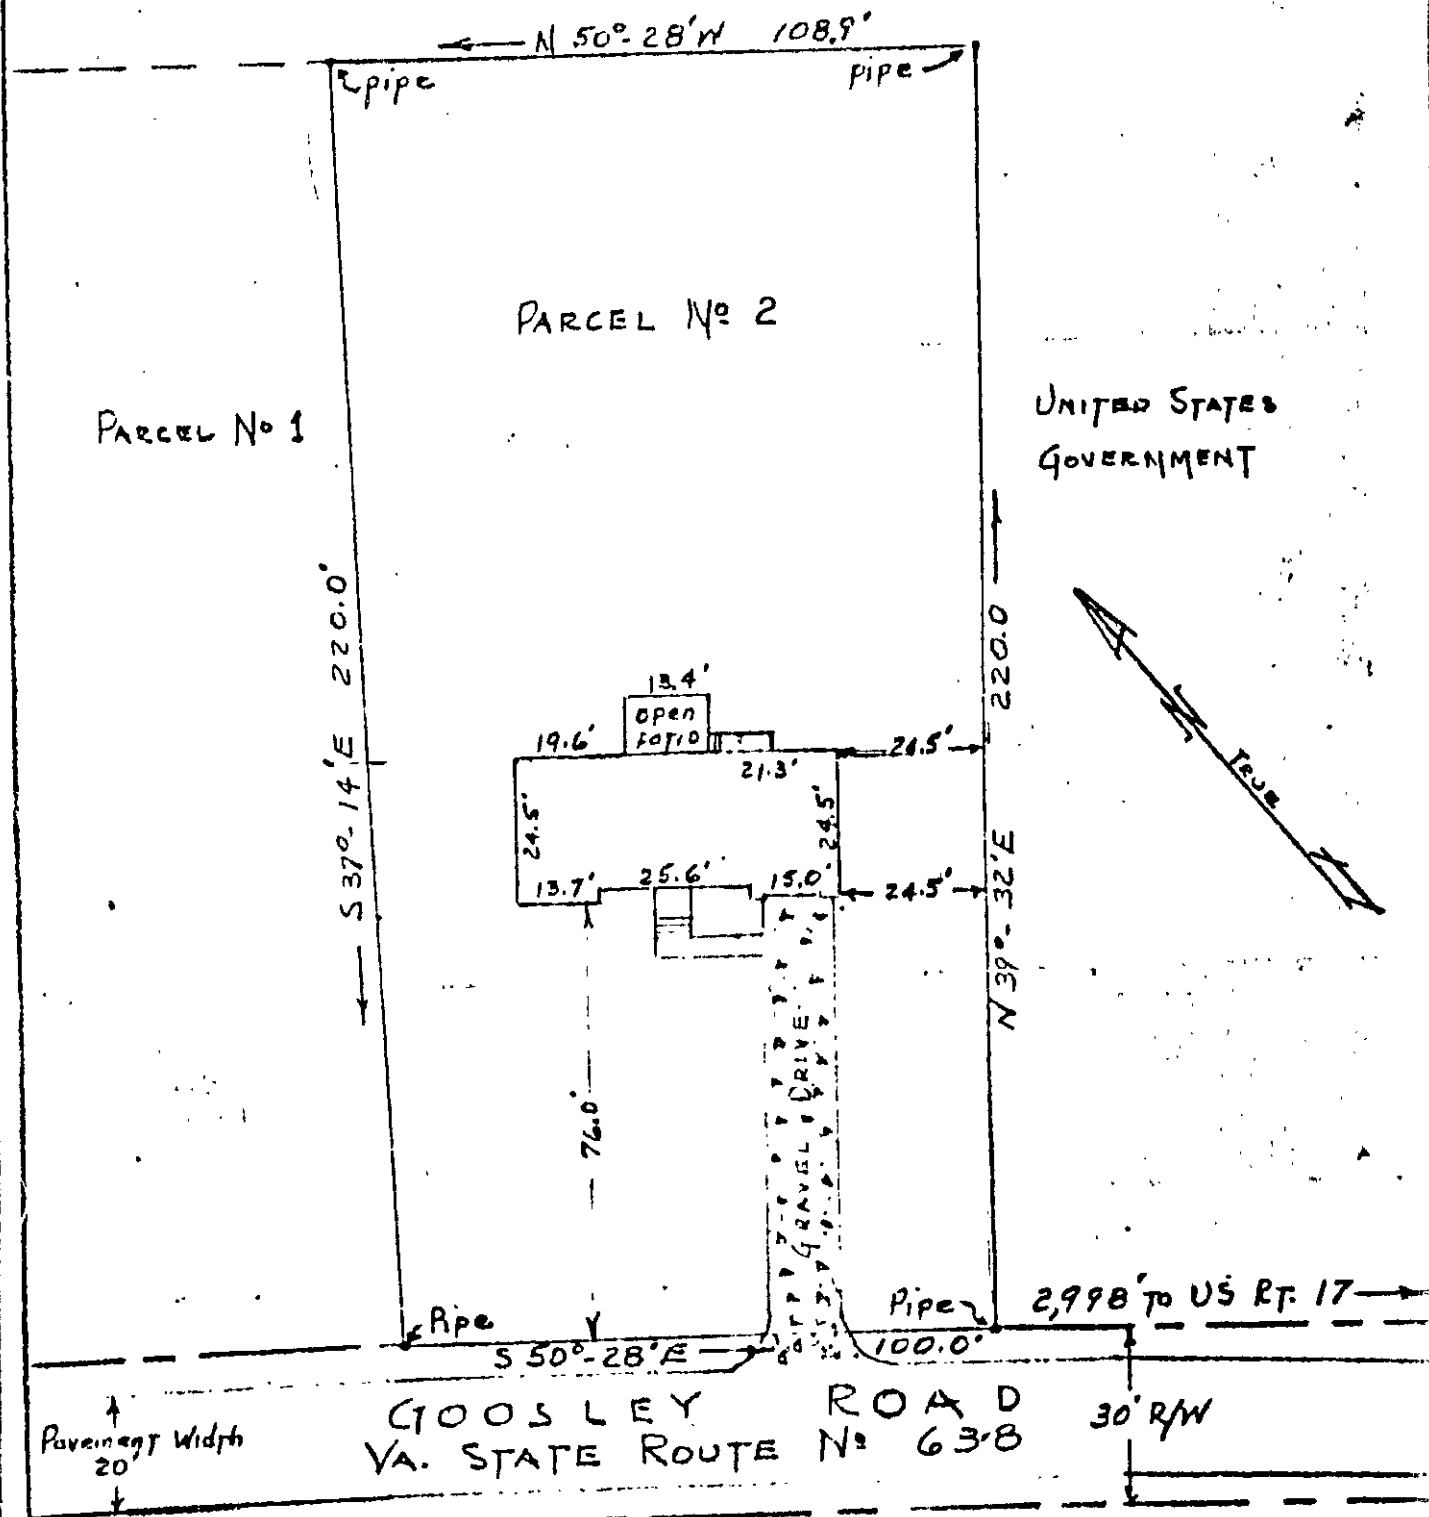 N 50°-28'W 108.9'
pipe
pipe
PARCEL No 2
PARCEL No 1
UNITED STATES
GOVERNMENT
S 37°-14'E 220.0'
N 39°-32'E 220.0
13.4'
open
19.6'
21.3'
24.5'
24.5'
24.5'
13.7'
25.6'
15.0'
24.5'
N
TRUE
76.0'
GRAVEL DRIVE
Pipe
Pipe
2,998' TO US RT. 17
S 50°-28'E
100.0'
GOOSLEY ROAD
VA. STATE ROUTE No 638
30' R/W
Pavement Width
20'